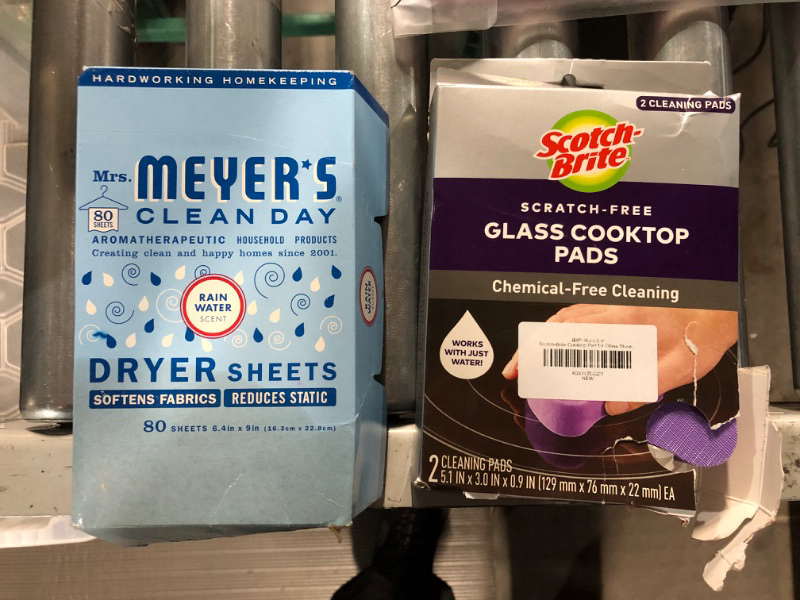 HARDWORKING HOMEKEEPING
Mrs. MEYER'S®
CLEAN DAY
80
SHEETS
AROMATHERAPEUTIC HOUSEHOLD PRODUCTS
Creating clean and happy homes since 2001.
RAIN
WATER
SCENT
DRYER SHEETS
SOFTENS FABRICS REDUCES STATIC
80 SHEETS 6.4in x 9in (16.3cm x 22.8cm)
2 CLEANING PADS
Scotch-
Brite
SCRATCH-FREE
GLASS COOKTOP
PADS
Chemical-Free Cleaning
WORKS
WITH JUST
WATER!
NEW
2 CLEANING PADS
5.1 IN x 3.0 IN x 0.9 IN (129 mm x 76 mm x 22 mm) EA